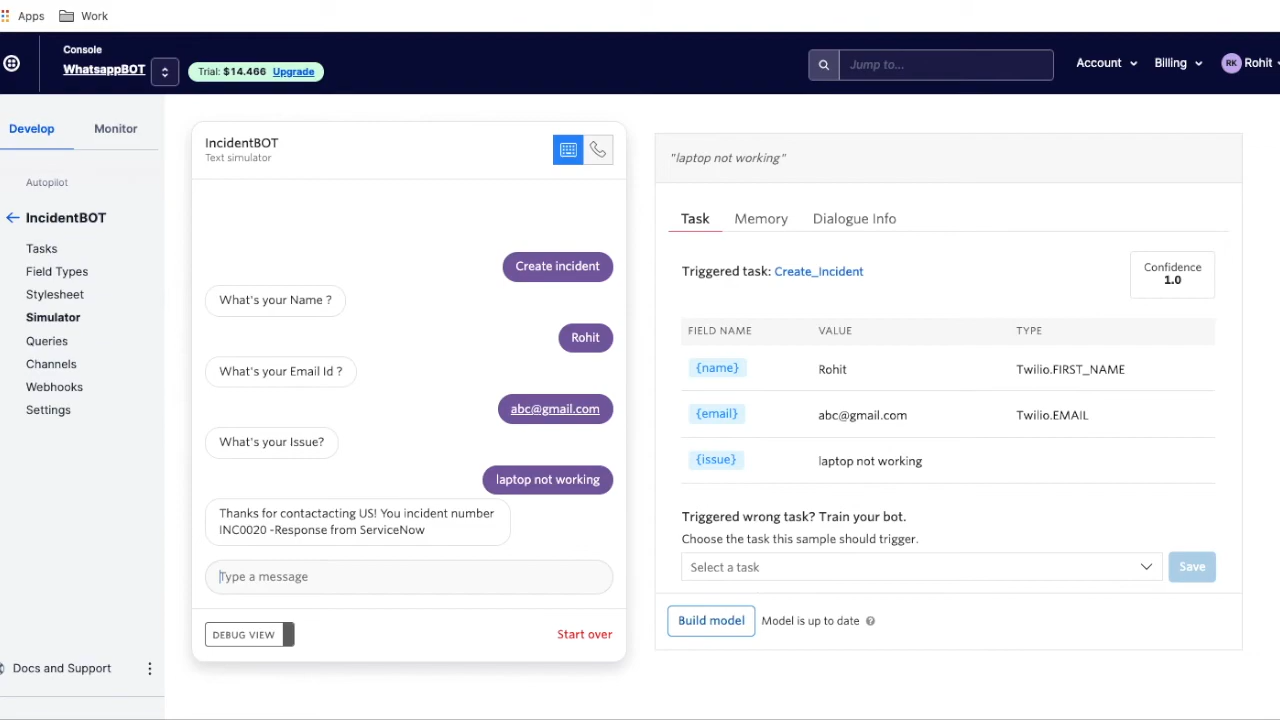 Apps
Work
Console
WhatsappBOT
Trial: $14.466 Upgrade
Jump to...
Account
Billing
RK
Rohit
Develop
Monitor
Autopilot
IncidentBOT
Tasks
Field Types
Stylesheet
Simulator
Queries
Channels
Webhooks
Settings
Docs and Support
IncidentBOT
Text simulator
Create incident
What's your Name ?
Rohit
What's your Email Id ?
abc@gmail.com
What's your Issue?
laptop not working
Thanks for contactacting US! You incident number
INC0020 -Response from ServiceNow
Type a message
DEBUG VIEW
Start over
"laptop not working"
Task
Memory
Dialogue Info
Triggered task: Create_Incident
Confidence
1.0
FIELD NAME VALUE TYPE
{name} Rohit Twilio.FIRST_NAME
{email} abc@gmail.com Twilio.EMAIL
{issue} laptop not working
Triggered wrong task? Train your bot.
Choose the task this sample should trigger.
Select a task
Save
Build model
Model is up to date ?